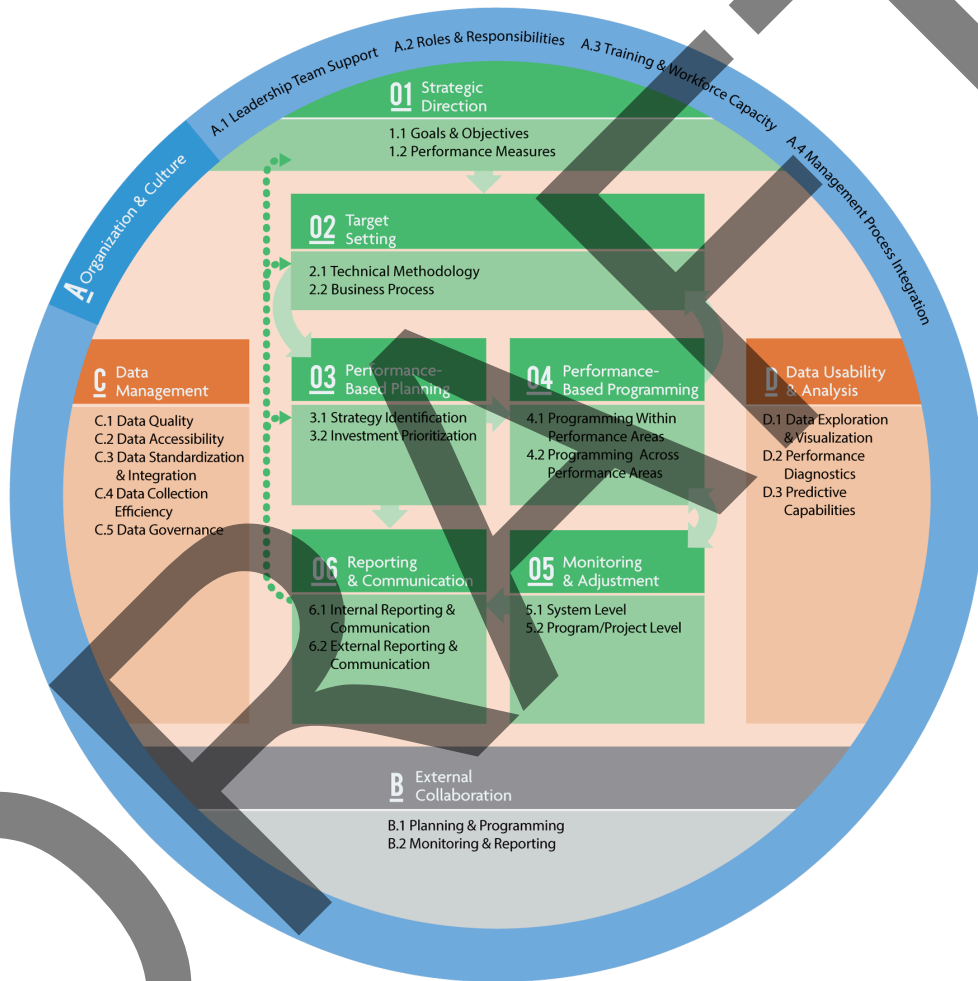 A.1 Leadership Team Support
A.2 Roles & Responsibilities
A.3 Training & Workforce Capacity
A.4 Management Process Integration
A Organization & Culture
01 Strategic
Direction
1.1 Goals & Objectives
1.2 Performance Measures
02 Target
Setting
2.1 Technical Methodology
2.2 Business Process
C Data
Management
C.1 Data Quality
C.2 Data Accessibility
C.3 Data Standardization
& Integration
C.4 Data Collection
Efficiency
C.5 Data Governance
03 Performance-
Based Planning
3.1 Strategy Identification
3.2 Investment Prioritization
04 Performance-
Based Programming
4.1 Programming Within
Performance Areas
4.2 Programming Across
Performance Areas
D Data Usability
& Analysis
D.1 Data Exploration
& Visualization
D.2 Performance
Diagnostics
D.3 Predictive
Capabilities
06 Reporting
& Communication
6.1 Internal Reporting &
Communication
6.2 External Reporting &
Communication
05 Monitoring
& Adjustment
5.1 System Level
5.2 Program/Project Level
B External
Collaboration
B.1 Planning & Programming
B.2 Monitoring & Reporting